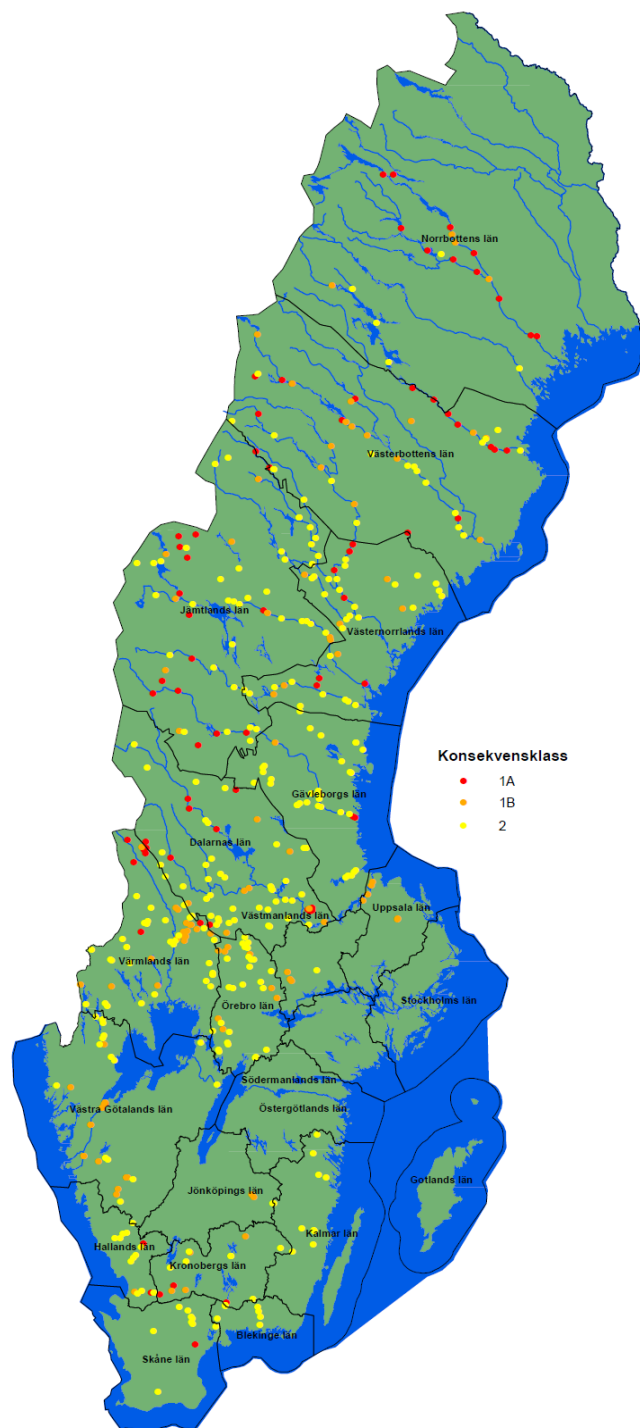 Norrbottens län
Västerbottens län
Jämtlands län
Västernorrlands län
Konsekvensklass
1A
1B
2
Gävleborgs län
Dalarnas län
Uppsala län
Västmanlands län
Värmlands län
Stockholms län
Örebro län
Södermanlands län
Västra Götalands län
Östergötlands län
Gotlands län
Jönköpings län
Kalmar län
Hallands län
Kronobergs län
Blekinge län
Skåne län